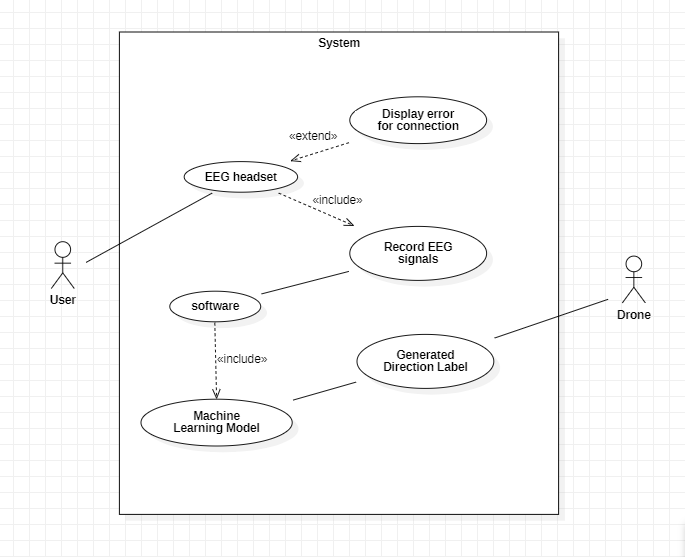 System
Display error
for connection
«extend»
EEG headset
«include»
Record EEG
signals
User
software
Drone
Generated
Direction Label
«include»
Machine
Learning Model